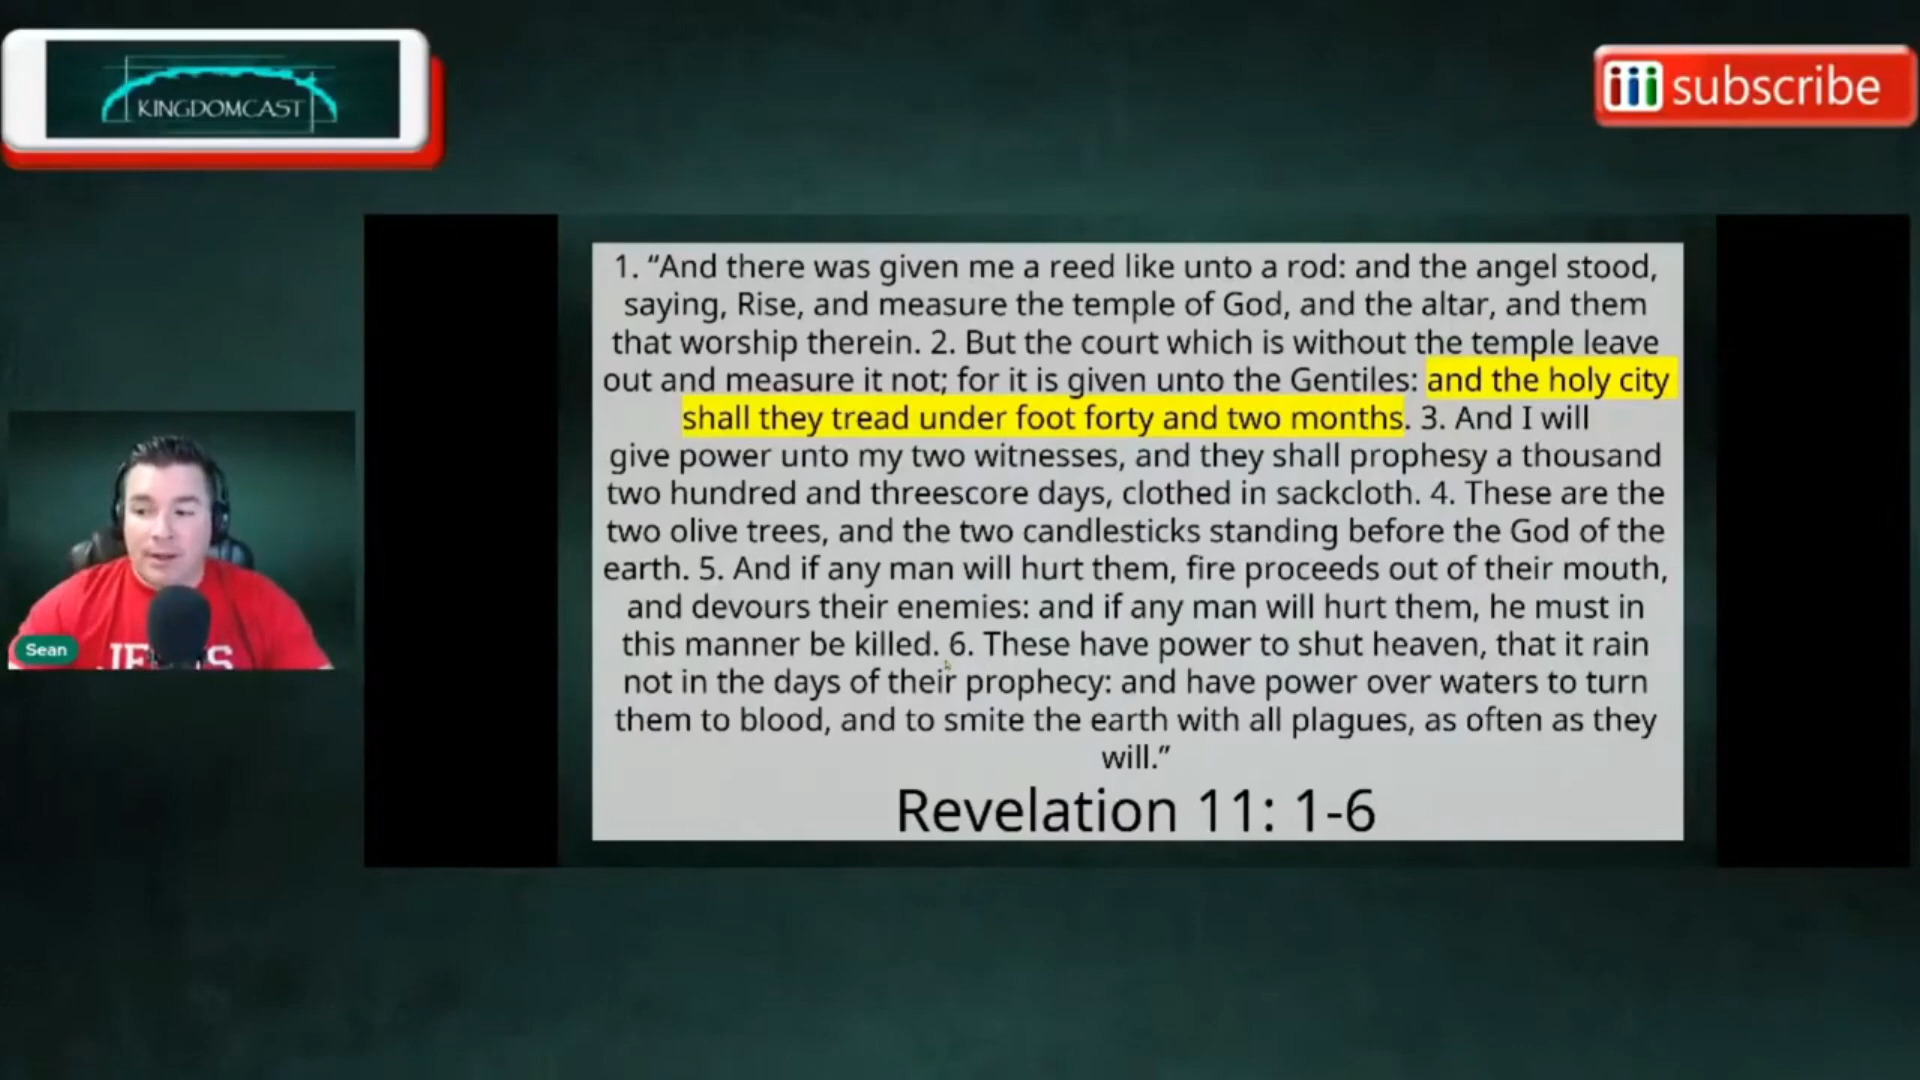 KINGDOMCAST
subscribe
1. “And there was given me a reed like unto a rod: and the angel stood,
saying, Rise, and measure the temple of God, and the altar, and them
that worship therein. 2. But the court which is without the temple leave
out and measure it not; for it is given unto the Gentiles: and the holy city
shall they tread under foot forty and two months. 3. And I will
give power unto my two witnesses, and they shall prophesy a thousand
two hundred and threescore days, clothed in sackcloth. 4. These are the
two olive trees, and the two candlesticks standing before the God of the
earth. 5. And if any man will hurt them, fire proceeds out of their mouth,
and devours their enemies: and if any man will hurt them, he must in
this manner be killed. 6. These have power to shut heaven, that it rain
not in the days of their prophecy: and have power over waters to turn
them to blood, and to smite the earth with all plagues, as often as they
will.”
Revelation 11: 1-6
Sean